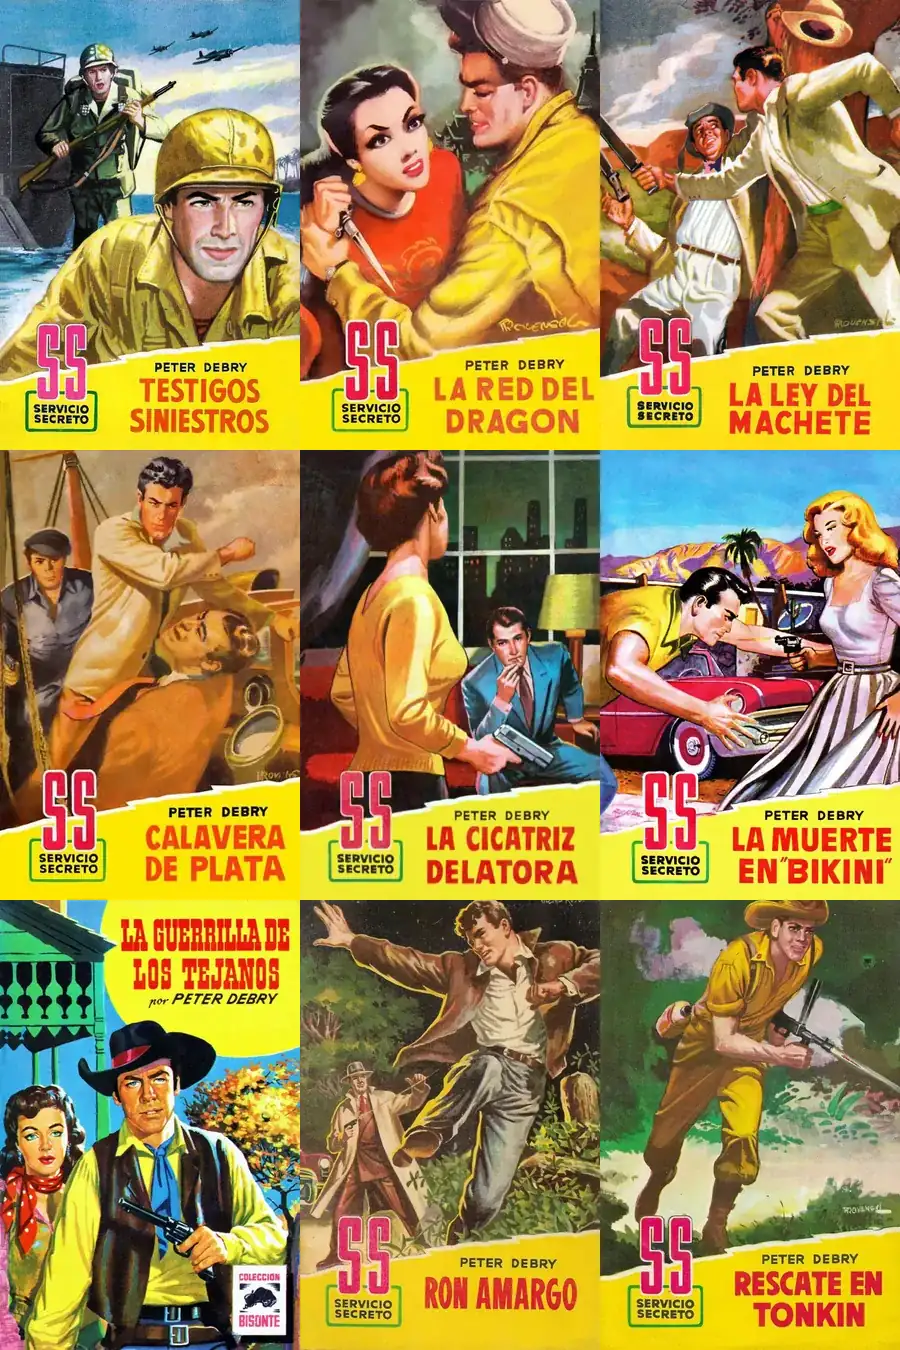 SS
SERVICIO
SECRETO
PETER DEBRY
TESTIGOS
SINIESTROS
PROVENSAL
SS
SERVICIO
SECRETO
PETER DEBRY
LA RED DEL
DRAGON
SS
SERVICIO
SECRETO
PETER DEBRY
LA LEY DEL
MACHETE
SS
SERVICIO
SECRETO
PETER DEBRY
CALAVERA
DE PLATA
SS
SERVICIO
SECRETO
PETER DEBRY
LA CICATRIZ
DELATORA
SS
SERVICIO
SECRETO
PETER DEBRY
LA MUERTE
EN "BIKINI"
LA GUERRILLA DE
LOS TEJANOS
por PETER DEBRY
COLECCION
BISONTE
SS
SERVICIO
SECRETO
PETER DEBRY
RON AMARGO
SS
SERVICIO
SECRETO
PETER DEBRY
RESCATE EN
TONKIN